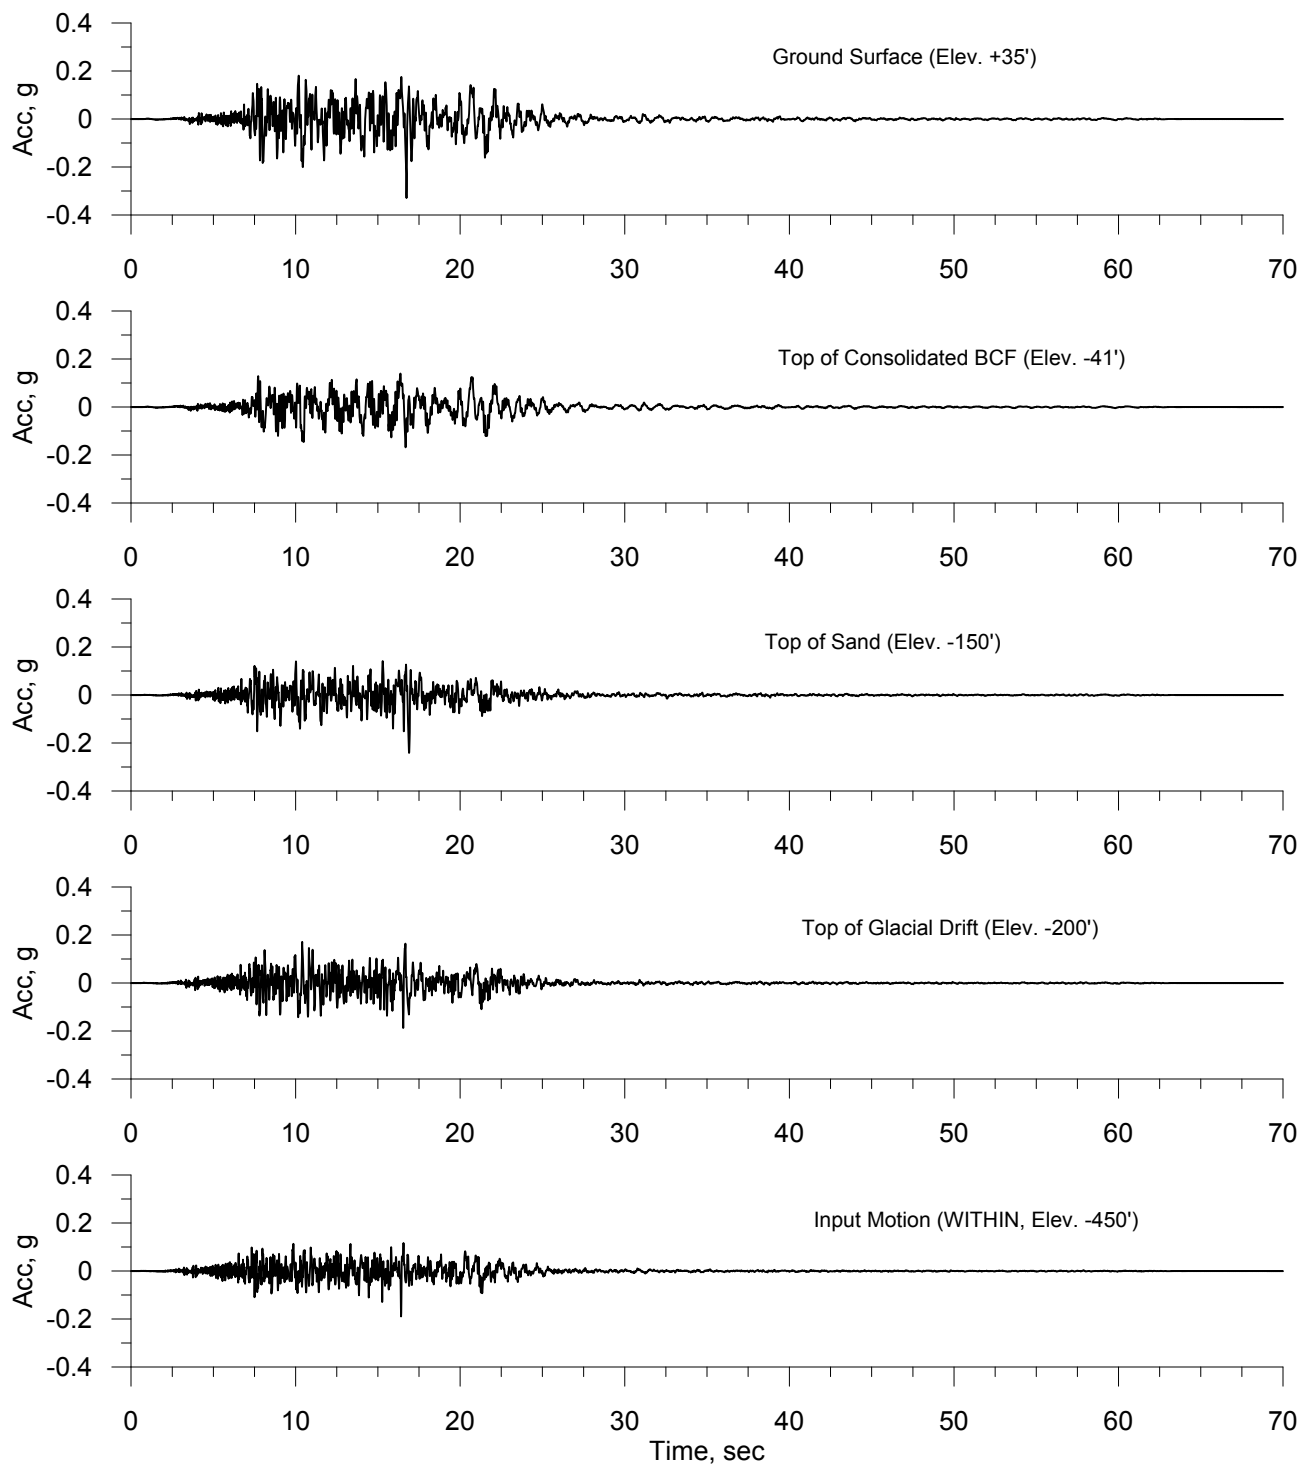 0.4
Ground Surface (Elev. +35')
0.2
0
-0.2
-0.4
Acc, g
0 10 20 30 40 50 60 70
0.4
Top of Consolidated BCF (Elev. -41')
0.2
0
-0.2
-0.4
Acc, g
0 10 20 30 40 50 60 70
0.4
Top of Sand (Elev. -150')
0.2
0
-0.2
-0.4
Acc, g
0 10 20 30 40 50 60 70
0.4
Top of Glacial Drift (Elev. -200')
0.2
0
-0.2
-0.4
Acc, g
0 10 20 30 40 50 60 70
0.4
Input Motion (WITHIN, Elev. -450')
0.2
0
-0.2
-0.4
Acc, g
0 10 20 30 40 50 60 70
Time, sec